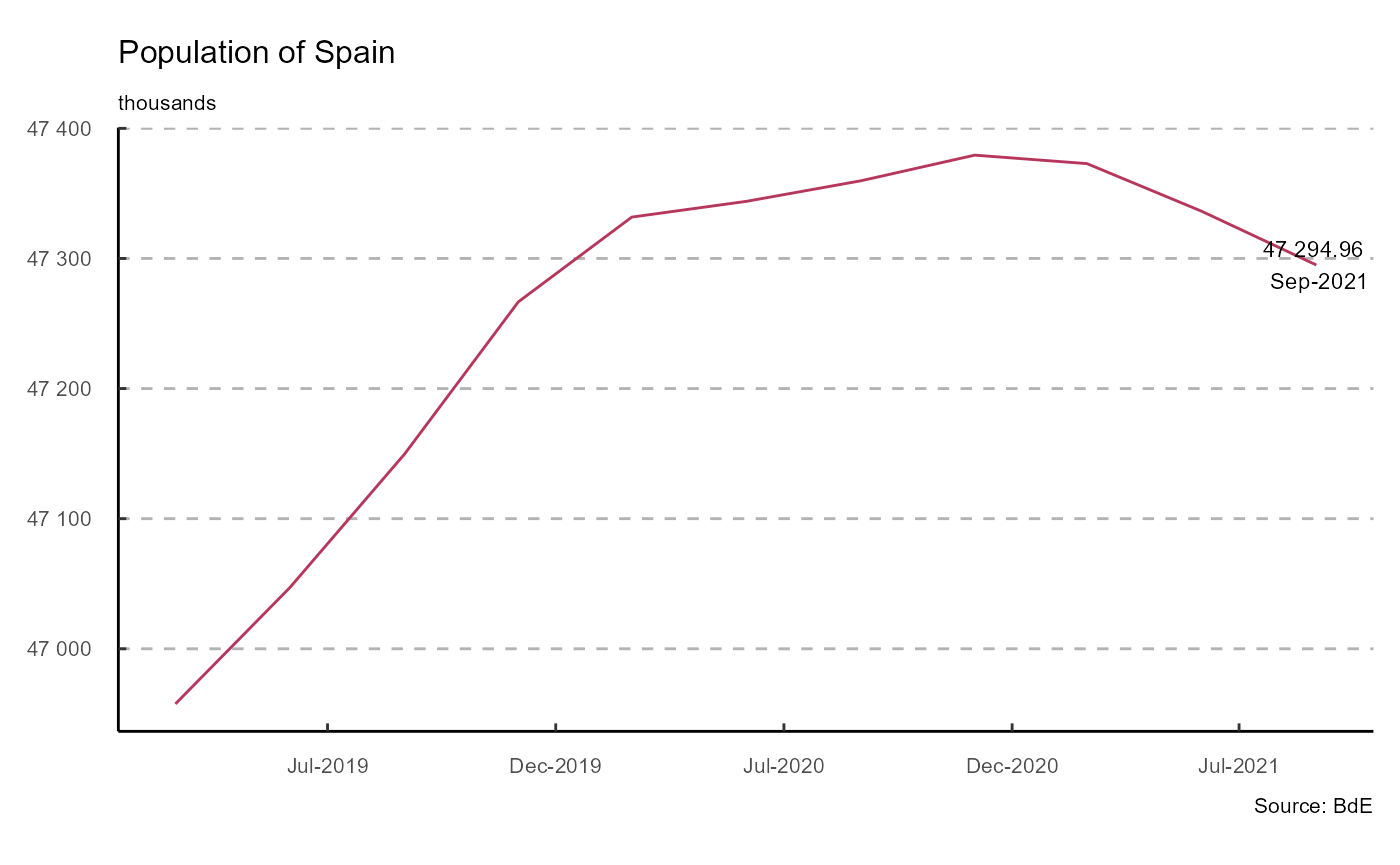 Population of Spain
thousands
47 400
47 300
47 200
47 100
47 000
47 294.96
Sep-2021
Jul-2019 Dec-2019 Jul-2020 Dec-2020 Jul-2021
Source: BdE